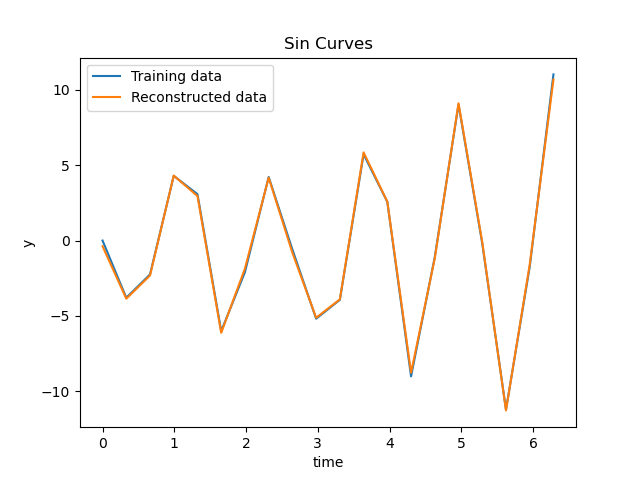 Sin Curves
Training data
Reconstructed data
10
5
0
−5
−10
y
0 1 2 3 4 5 6
time